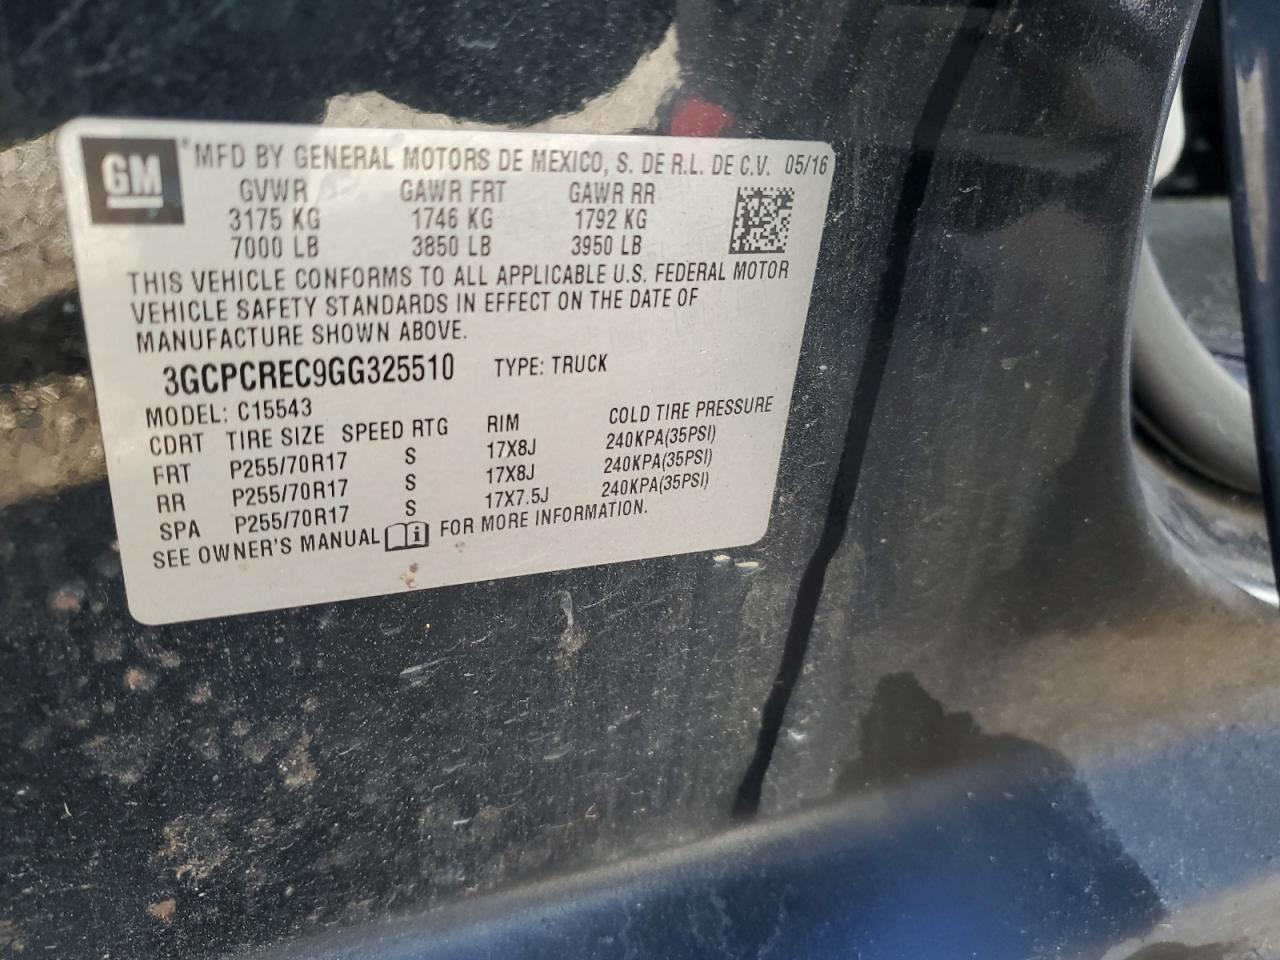 GM ® MFD BY GENERAL MOTORS DE MEXICO, S. DE R.L. DE C.V. 05/16
GVWR GAWR FRT GAWR RR
3175 KG 1746 KG 1792 KG
7000 LB 3850 LB 3950 LB
THIS VEHICLE CONFORMS TO ALL APPLICABLE U.S. FEDERAL MOTOR
VEHICLE SAFETY STANDARDS IN EFFECT ON THE DATE OF
MANUFACTURE SHOWN ABOVE.
3GCPCREC9GG325510 TYPE: TRUCK
MODEL: C15543
CDRT TIRE SIZE SPEED RTG RIM COLD TIRE PRESSURE
FRT P255/70R17 S 17X8J 240KPA(35PSI)
RR P255/70R17 S 17X8J 240KPA(35PSI)
SPA P255/70R17 S 17X7.5J 240KPA(35PSI)
SEE OWNER'S MANUAL i FOR MORE INFORMATION.